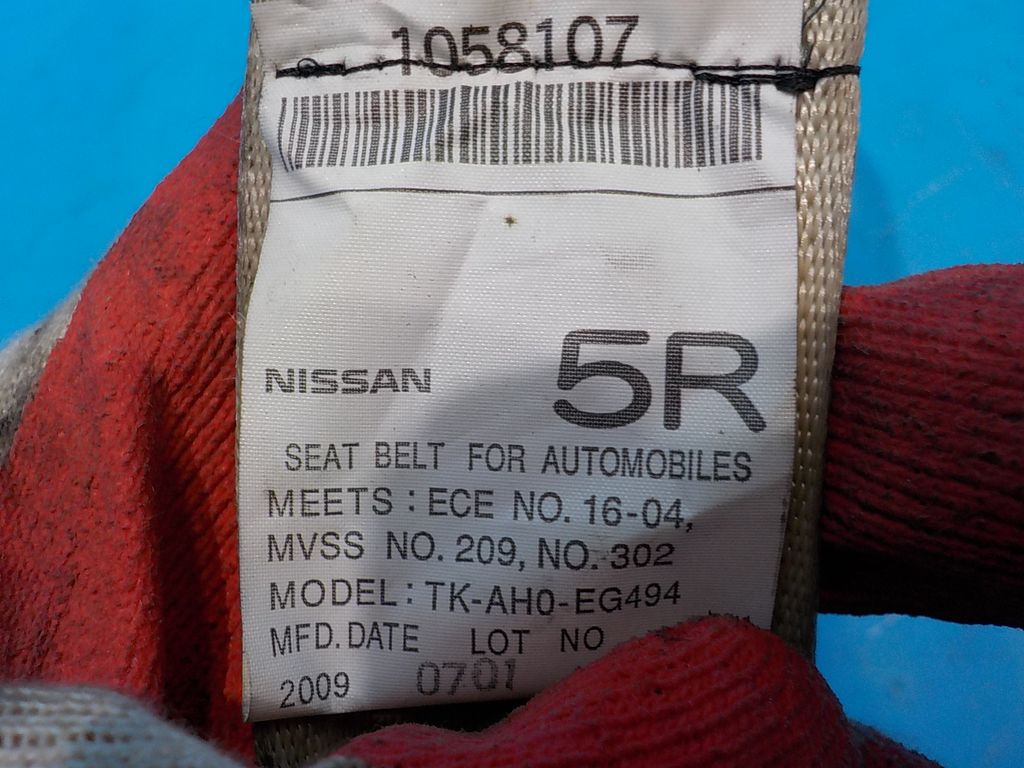 1058107
NISSAN 5R
SEAT BELT FOR AUTOMOBILES
MEETS : ECE NO. 16-04,
MVSS NO. 209, NO. 302
MODEL : TK-AH0-EG494
MFD. DATE LOT NO
2009 0701